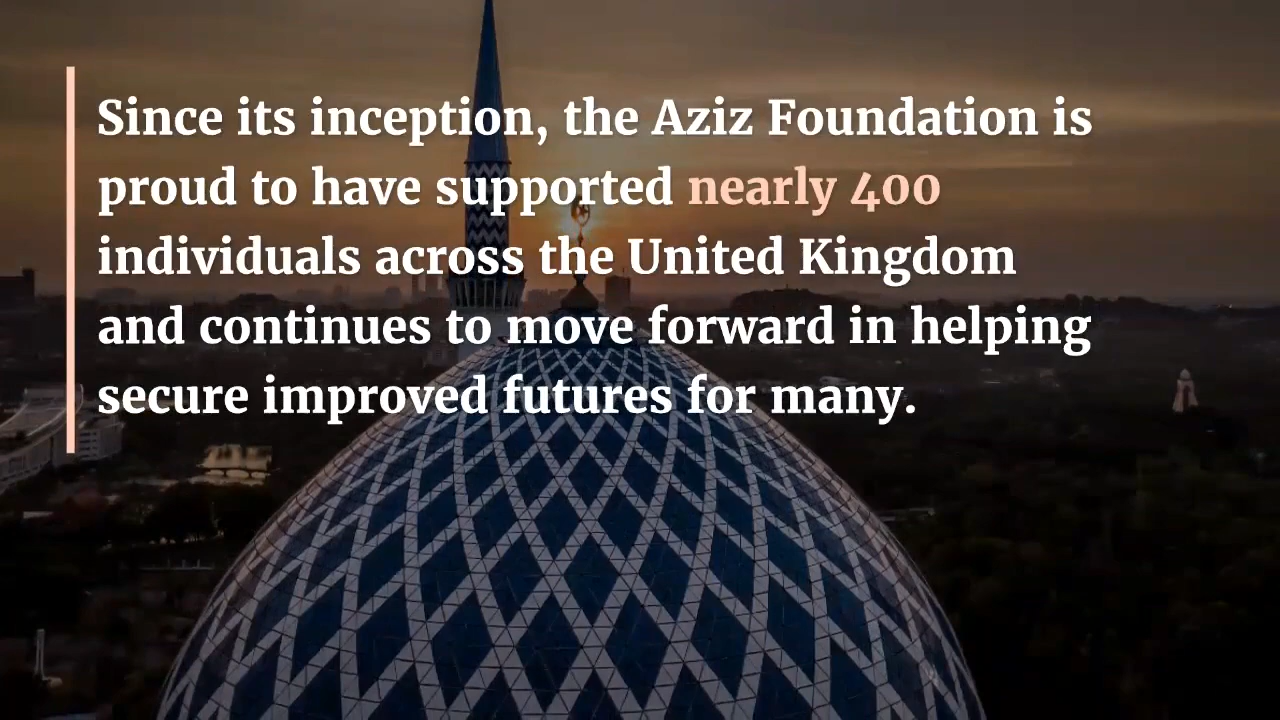 Since its inception, the Aziz Foundation is
proud to have supported nearly 400
individuals across the United Kingdom
and continues to move forward in helping
secure improved futures for many.